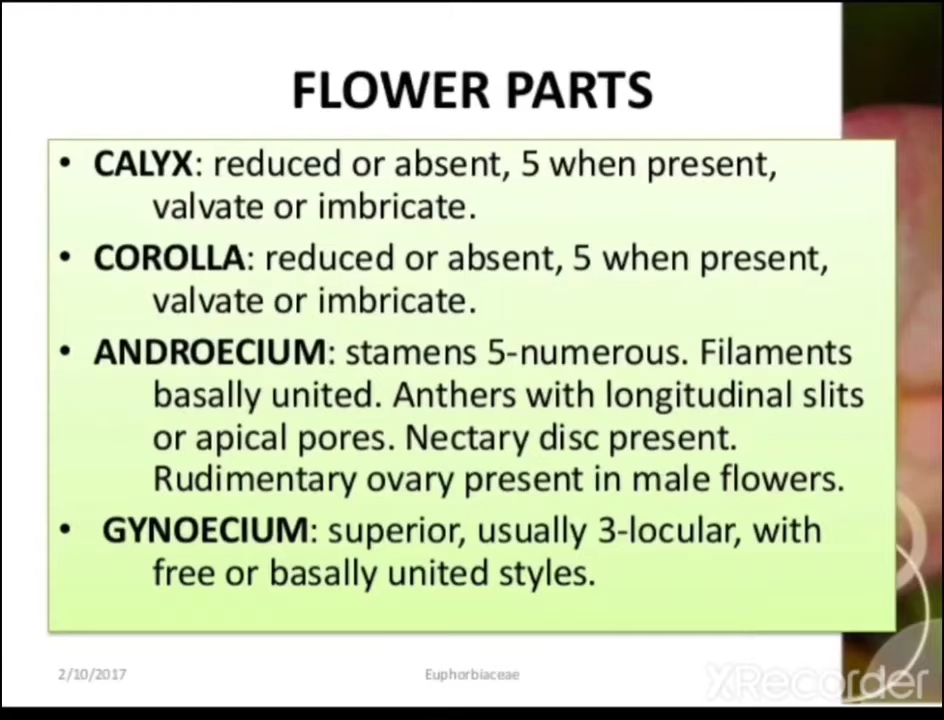 FLOWER PARTS
• CALYX: reduced or absent, 5 when present,
valvate or imbricate.
• COROLLA: reduced or absent, 5 when present,
valvate or imbricate.
• ANDROECIUM: stamens 5-numerous. Filaments
basally united. Anthers with longitudinal slits
or apical pores. Nectary disc present.
Rudimentary ovary present in male flowers.
• GYNOECIUM: superior, usually 3-locular, with
free or basally united styles.
2/10/2017
Euphorbiaceae
XRecorder